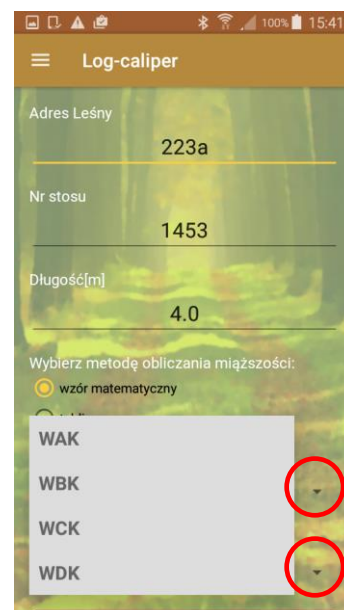 100% 15:41
Log-caliper
Adres Leśny
223a
Nr stosu
1453
Długość[m]
4.0
Wybierz metodę obliczania miąższości:
wzór matematyczny
WAK
WBK
WCK
WDK